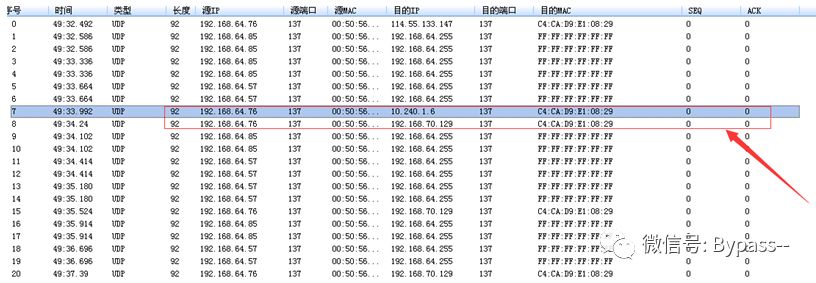 序号 时间 类型 长度 源IP 源端口 源MAC 目的IP 目的端口 目的MAC SEQ ACK
0 49:32.492 UDP 92 192.168.64.76 137 00:50:56... 114.55.133.147 137 C4:CA:D9:E1:08:29 0 0
1 49:32.586 UDP 92 192.168.64.85 137 00:50:56... 192.168.64.255 137 FF:FF:FF:FF:FF:FF 0 0
2 49:32.586 UDP 92 192.168.64.85 137 00:50:56... 192.168.64.255 137 FF:FF:FF:FF:FF:FF 0 0
3 49:33.336 UDP 92 192.168.64.85 137 00:50:56... 192.168.64.255 137 FF:FF:FF:FF:FF:FF 0 0
4 49:33.336 UDP 92 192.168.64.85 137 00:50:56... 192.168.64.255 137 FF:FF:FF:FF:FF:FF 0 0
5 49:33.664 UDP 92 192.168.64.57 137 00:50:56... 192.168.64.255 137 FF:FF:FF:FF:FF:FF 0 0
6 49:33.664 UDP 92 192.168.64.57 137 00:50:56... 192.168.64.255 137 FF:FF:FF:FF:FF:FF 0 0
7 49:33.992 UDP 92 192.168.64.76 137 00:50:56... 10.240.1.6 137 C4:CA:D9:E1:08:29 0 0
8 49:34.24 UDP 92 192.168.64.76 137 00:50:56... 192.168.70.129 137 C4:CA:D9:E1:08:29 0 0
9 49:34.102 UDP 92 192.168.64.85 137 00:50:56... 192.168.64.255 137 FF:FF:FF:FF:FF:FF 0 0
10 49:34.102 UDP 92 192.168.64.85 137 00:50:56... 192.168.64.255 137 FF:FF:FF:FF:FF:FF 0 0
11 49:34.414 UDP 92 192.168.64.57 137 00:50:56... 192.168.64.255 137 FF:FF:FF:FF:FF:FF 0 0
12 49:34.414 UDP 92 192.168.64.57 137 00:50:56... 192.168.64.255 137 FF:FF:FF:FF:FF:FF 0 0
13 49:35.180 UDP 92 192.168.64.57 137 00:50:56... 192.168.64.255 137 FF:FF:FF:FF:FF:FF 0 0
14 49:35.180 UDP 92 192.168.64.57 137 00:50:56... 192.168.64.255 137 FF:FF:FF:FF:FF:FF 0 0
15 49:35.524 UDP 92 192.168.64.76 137 00:50:56... 192.168.70.129 137 C4:CA:D9:E1:08:29 0 0
16 49:35.914 UDP 92 192.168.64.85 137 00:50:56... 192.168.64.255 137 FF:FF:FF:FF:FF:FF 0 0
17 49:35.914 UDP 92 192.168.64.85 137 00:50:56... 192.168.64.255 137 FF:FF:FF:FF:FF:FF
微信号: Bypass--
18 49:36.696 UDP 92 192.168.64.57 137 00:50:56... 192.168.64.255 137 FF:FF:FF:FF:FF:FF 0 0
19 49:36.696 UDP 92 192.168.64.57 137 00:50:56... 192.168.64.255 137 FF:FF:FF:FF:FF:FF 0 0
20 49:37.39 UDP 92 192.168.64.76 137 00:50:56... 192.168.70.129 137 C4:CA:D9:E1:08:29 0 0